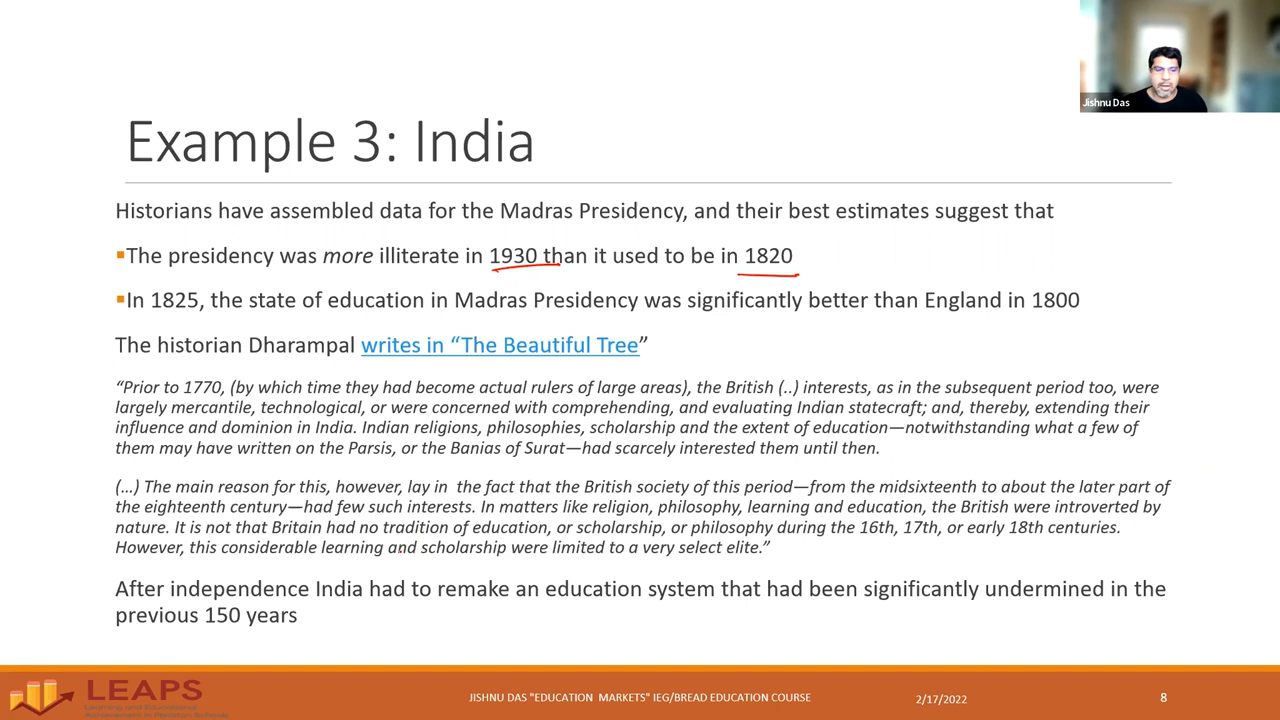 Jishnu Das
Example 3: India
Historians have assembled data for the Madras Presidency, and their best estimates suggest that
▪The presidency was more illiterate in 1930 than it used to be in 1820
▪In 1825, the state of education in Madras Presidency was significantly better than England in 1800
The historian Dharampal writes in “The Beautiful Tree”
“Prior to 1770, (by which time they had become actual rulers of large areas), the British (..) interests, as in the subsequent period too, were
largely mercantile, technological, or were concerned with comprehending, and evaluating Indian statecraft; and, thereby, extending their
influence and dominion in India. Indian religions, philosophies, scholarship and the extent of education—notwithstanding what a few of
them may have written on the Parsis, or the Banias of Surat—had scarcely interested them until then.
(…) The main reason for this, however, lay in the fact that the British society of this period—from the midsixteenth to about the later part of
the eighteenth century—had few such interests. In matters like religion, philosophy, learning and education, the British were introverted by
nature. It is not that Britain had no tradition of education, or scholarship, or philosophy during the 16th, 17th, or early 18th centuries.
However, this considerable learning and scholarship were limited to a very select elite.”
After independence India had to remake an education system that had been significantly undermined in the
previous 150 years
LEAPS
Learning and Educational
Achievement in Pakistan Schools
JISHNU DAS "EDUCATION MARKETS" IEG/BREAD EDUCATION COURSE
2/17/2022
8